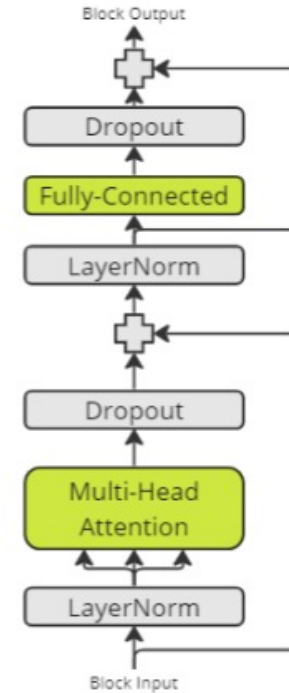 Block Output
Dropout
Fully-Connected
LayerNorm
Dropout
Multi-Head
Attention
LayerNorm
Block Input